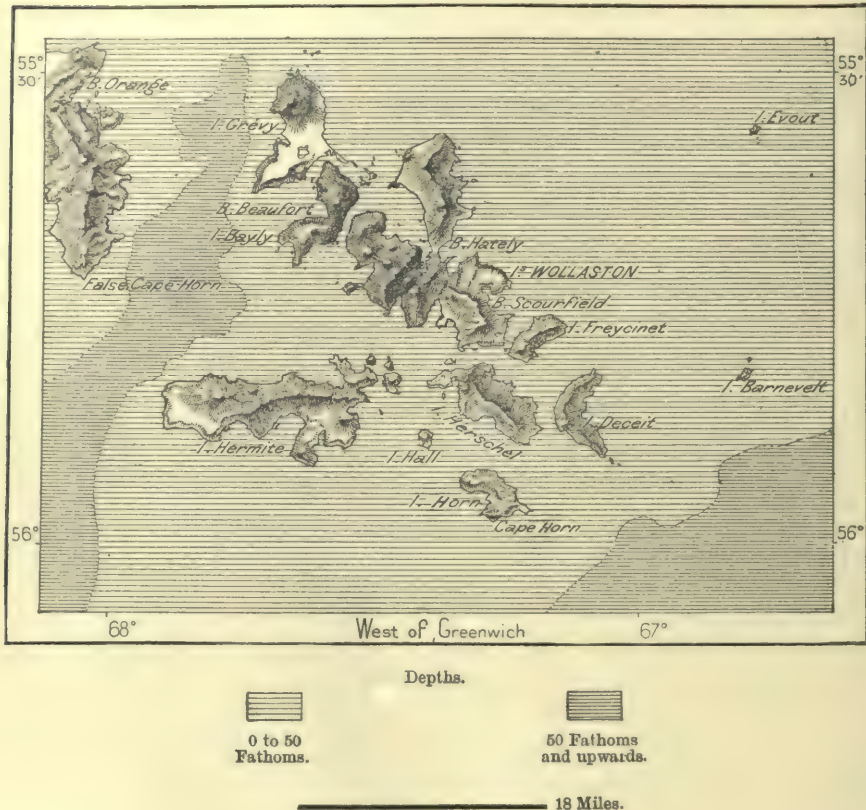 55°
30'
55°
30'
B. Orange
I. Grévy
I. Evout
B. Beaufort
I. Bayly
B. Hately
Is WOLLASTON
False Cape Horn
B. Scourfield
I. Freycinet
I. Barnevelt
I. Hermite
I. Herschel
I. Deceit
I. Hall
I. Horn
Cape Horn
56°
56°
68°
West of Greenwich
67°
Depths.
0 to 50
Fathoms.
50 Fathoms
and upwards.
18 Miles.